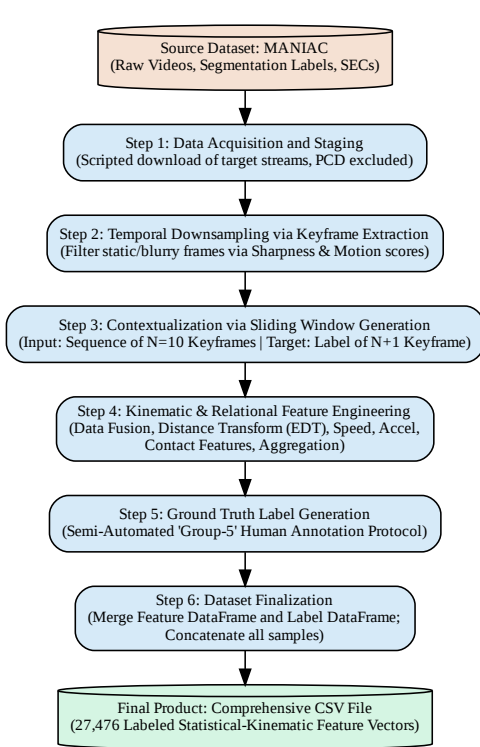 Source Dataset: MANIAC
(Raw Videos, Segmentation Labels, SECs)
Step 1: Data Acquisition and Staging
(Scripted download of target streams, PCD excluded)
Step 2: Temporal Downsampling via Keyframe Extraction
(Filter static/blurry frames via Sharpness & Motion scores)
Step 3: Contextualization via Sliding Window Generation
(Input: Sequence of N=10 Keyframes | Target: Label of N+1 Keyframe)
Step 4: Kinematic & Relational Feature Engineering
(Data Fusion, Distance Transform (EDT), Speed, Accel,
Contact Features, Aggregation)
Step 5: Ground Truth Label Generation
(Semi-Automated 'Group-5' Human Annotation Protocol)
Step 6: Dataset Finalization
(Merge Feature DataFrame and Label DataFrame;
Concatenate all samples)
Final Product: Comprehensive CSV File
(27,476 Labeled Statistical-Kinematic Feature Vectors)